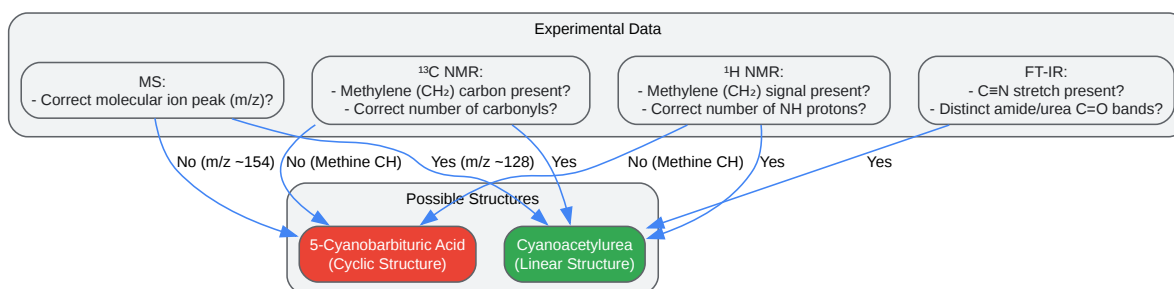 Experimental Data
MS:
- Correct molecular ion peak (m/z)?
¹³C NMR:
- Methylene (CH₂) carbon present?
- Correct number of carbonyls?
¹H NMR:
- Methylene (CH₂) signal present?
- Correct number of NH protons?
FT-IR:
- C≡N stretch present?
- Distinct amide/urea C=O bands?
No (m/z ~154)
No (Methine CH)
Yes (m/z ~128)
Yes
No (Methine CH)
Yes
Yes
Possible Structures
5-Cyanobarbituric Acid
(Cyclic Structure)
Cyanoacetylurea
(Linear Structure)